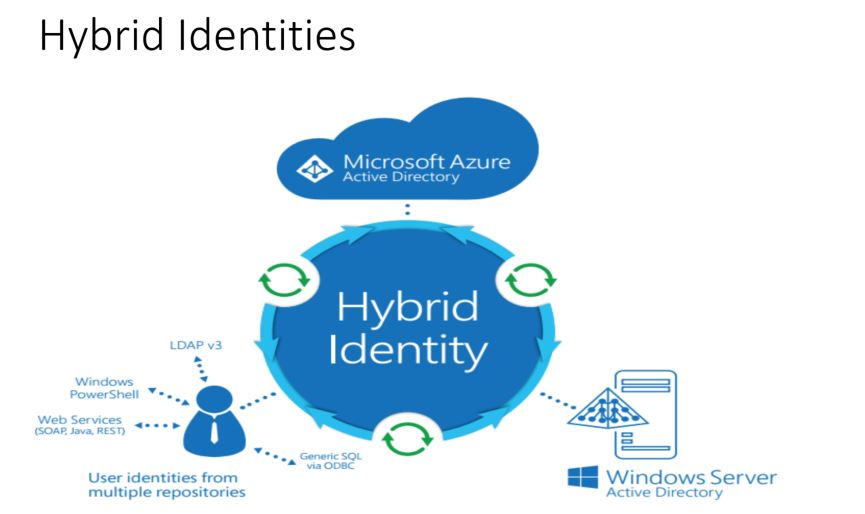 Hybrid Identities
Microsoft Azure
Active Directory
Hybrid
Identity
LDAP v3
Windows
PowerShell
Web Services
(SOAP, Java, REST)
Generic SQL
via ODBC
User identities from
multiple repositories
Windows Server
Active Directory